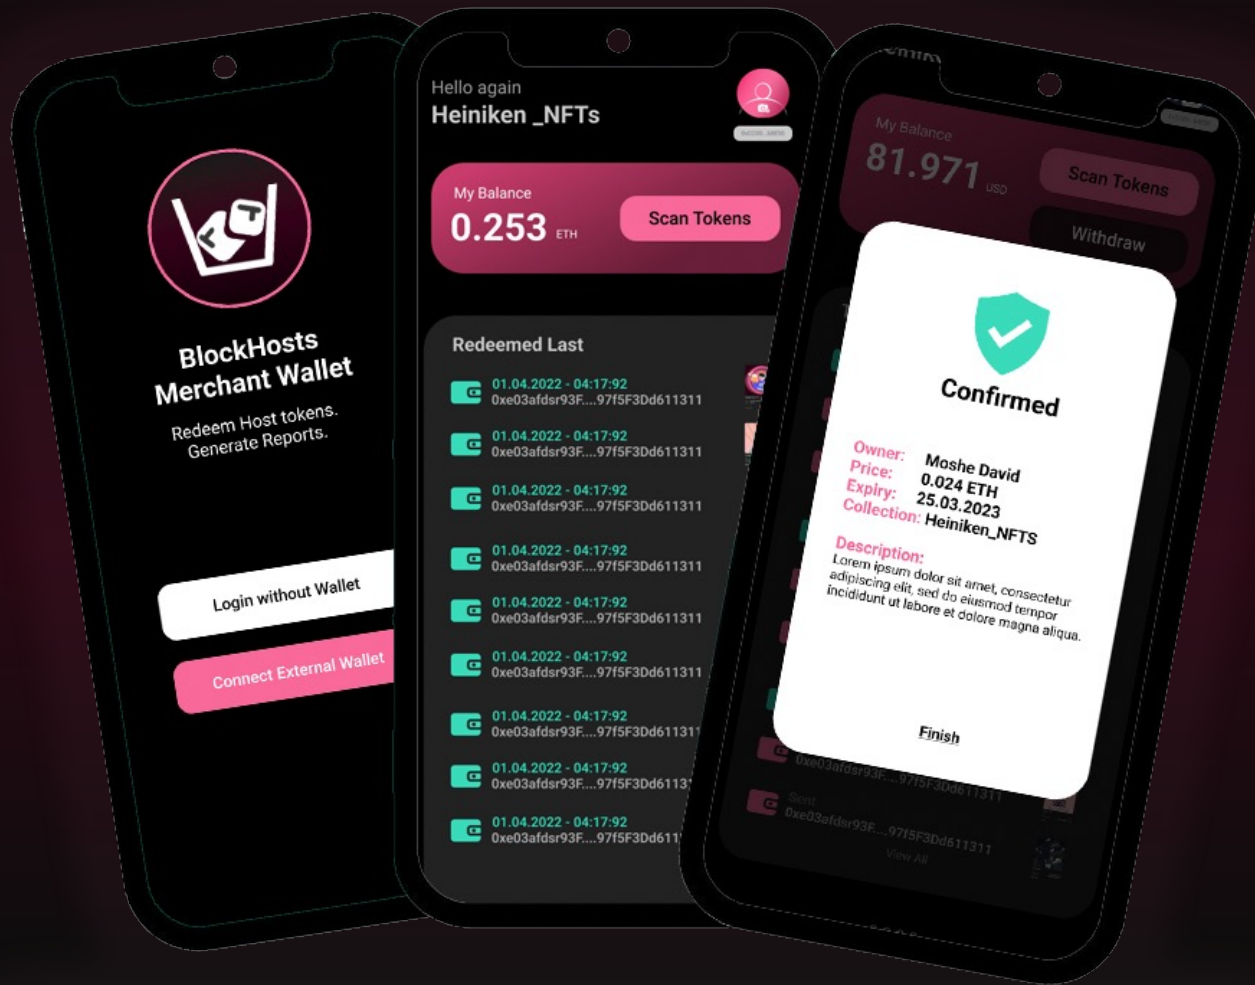 BlockHosts
Merchant Wallet
Redeem Host tokens.
Generate Reports.
Login without Wallet
Connect External Wallet
Hello again
Heiniken _NFTs
My Balance
0.253 ETH
Scan Tokens
Redeemed Last
01.04.2022 - 04:17:92
0xe03afdsr93F....97f5F3Dd611311
01.04.2022 - 04:17:92
0xe03afdsr93F....97f5F3Dd611311
01.04.2022 - 04:17:92
0xe03afdsr93F....97f5F3Dd611311
01.04.2022 - 04:17:92
0xe03afdsr93F....97f5F3Dd611311
01.04.2022 - 04:17:92
0xe03afdsr93F....97f5F3Dd611311
01.04.2022 - 04:17:92
0xe03afdsr93F....97f5F3Dd611311
01.04.2022 - 04:17:92
0xe03afdsr93F....97f5F3Dd611311
01.04.2022 - 04:17:92
0xe03afdsr93F....97f5F3Dd6113
01.04.2022 - 04:17:92
0xe03afdsr93F....97f5F3Dd611
My Balance
81.971 USD
Scan Tokens
Withdraw
Confirmed
Owner: Moshe David
Price: 0.024 ETH
Expiry: 25.03.2023
Collection: Heiniken_NFTS
Description:
Lorem ipsum dolor sit amet, consectetur
adipiscing elit, sed do eiusmod tempor
incididunt ut labore et dolore magna aliqua.
Finish
0xe03afdsr93F....97f5F3Dd611311
Sent
0xe03afdsr93F....97f5F3Dd611311
View All